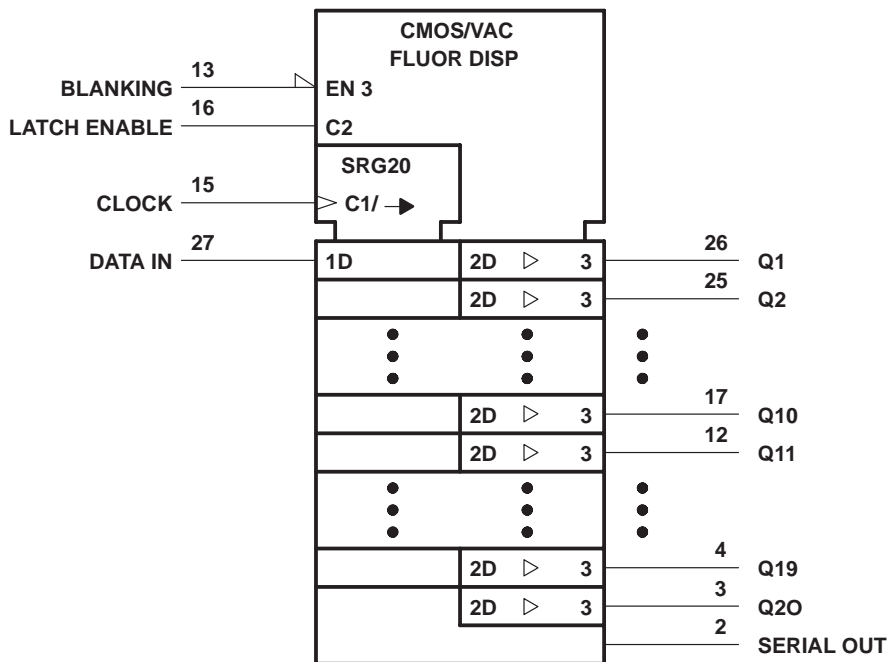 CMOS/VAC
FLUOR DISP
BLANKING 13 EN 3
LATCH ENABLE 16 C2
SRG20
CLOCK 15 C1/
DATA IN 27 1D 2D 3 26 Q1
2D 3 25 Q2
2D 3 17 Q10
2D 3 12 Q11
2D 3 4 Q19
2D 3 3 Q2O
2 SERIAL OUT